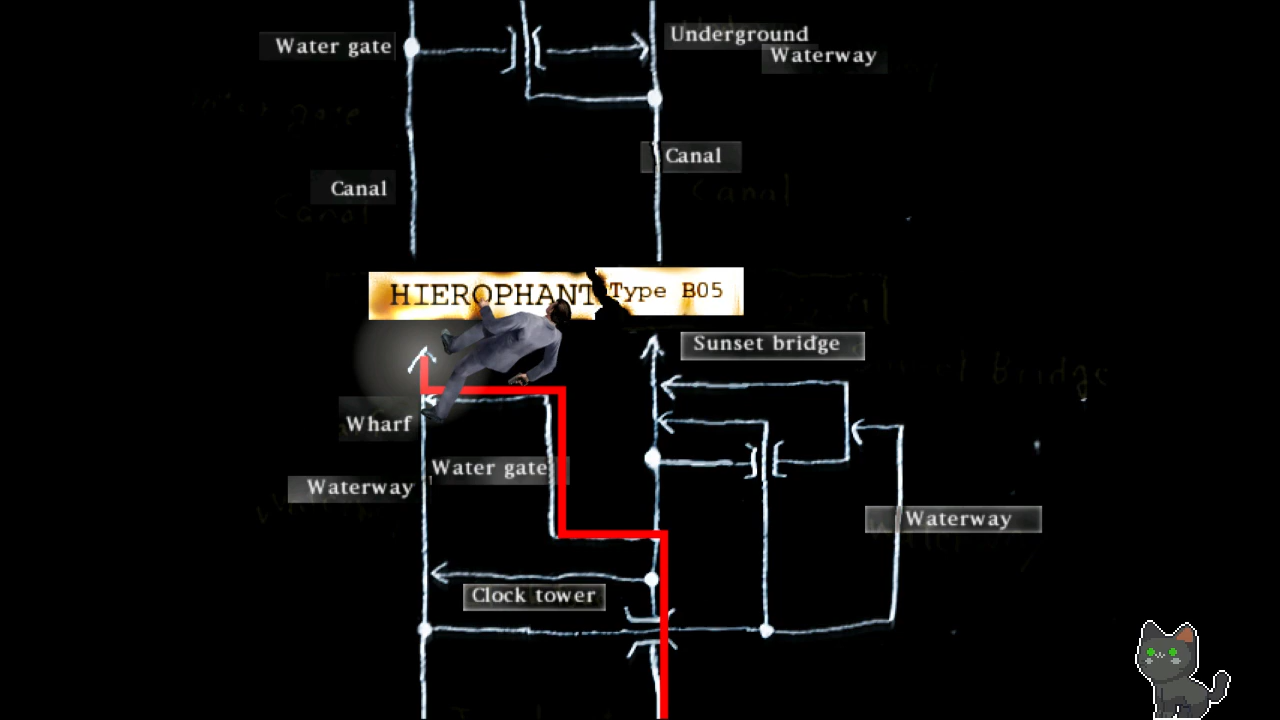 Water gate
Underground
Waterway
Canal
Canal
HIEROPHANT Type B05
Sunset bridge
Wharf
Water gate
Waterway
Waterway
Clock tower